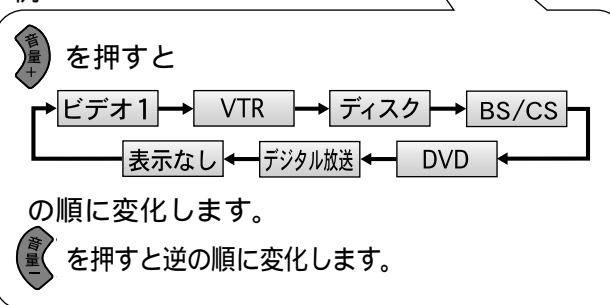 音量+ を押すと
ビデオ1 VTR ディスク BS/CS
表示なし デジタル放送 DVD
の順に変化します。
音量− を押すと逆の順に変化します。